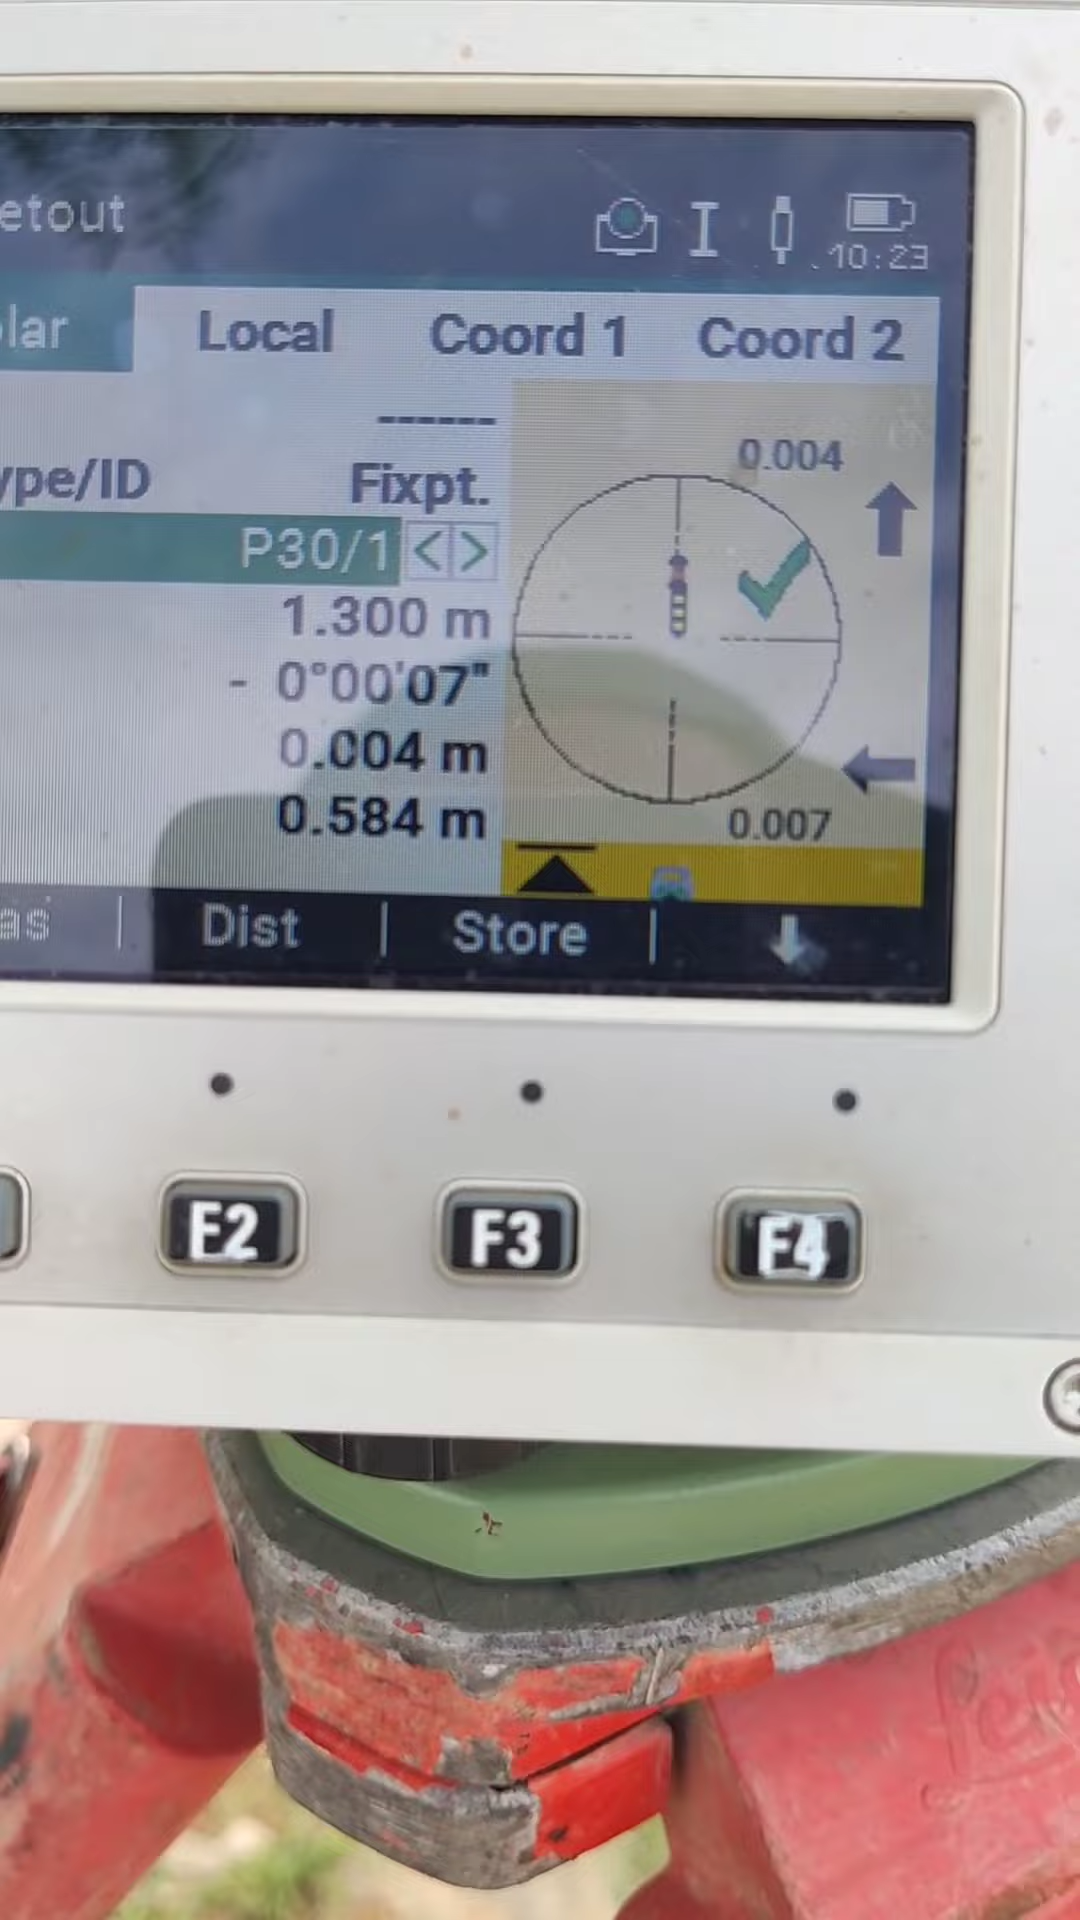 etout
10:23
lar Local Coord 1 Coord 2
------
ype/ID Fixpt.
P30/1 < >
1.300 m
- 0°00'07"
0.004 m
0.584 m
0.004
0.007
as | Dist | Store |
F2 F3 F4